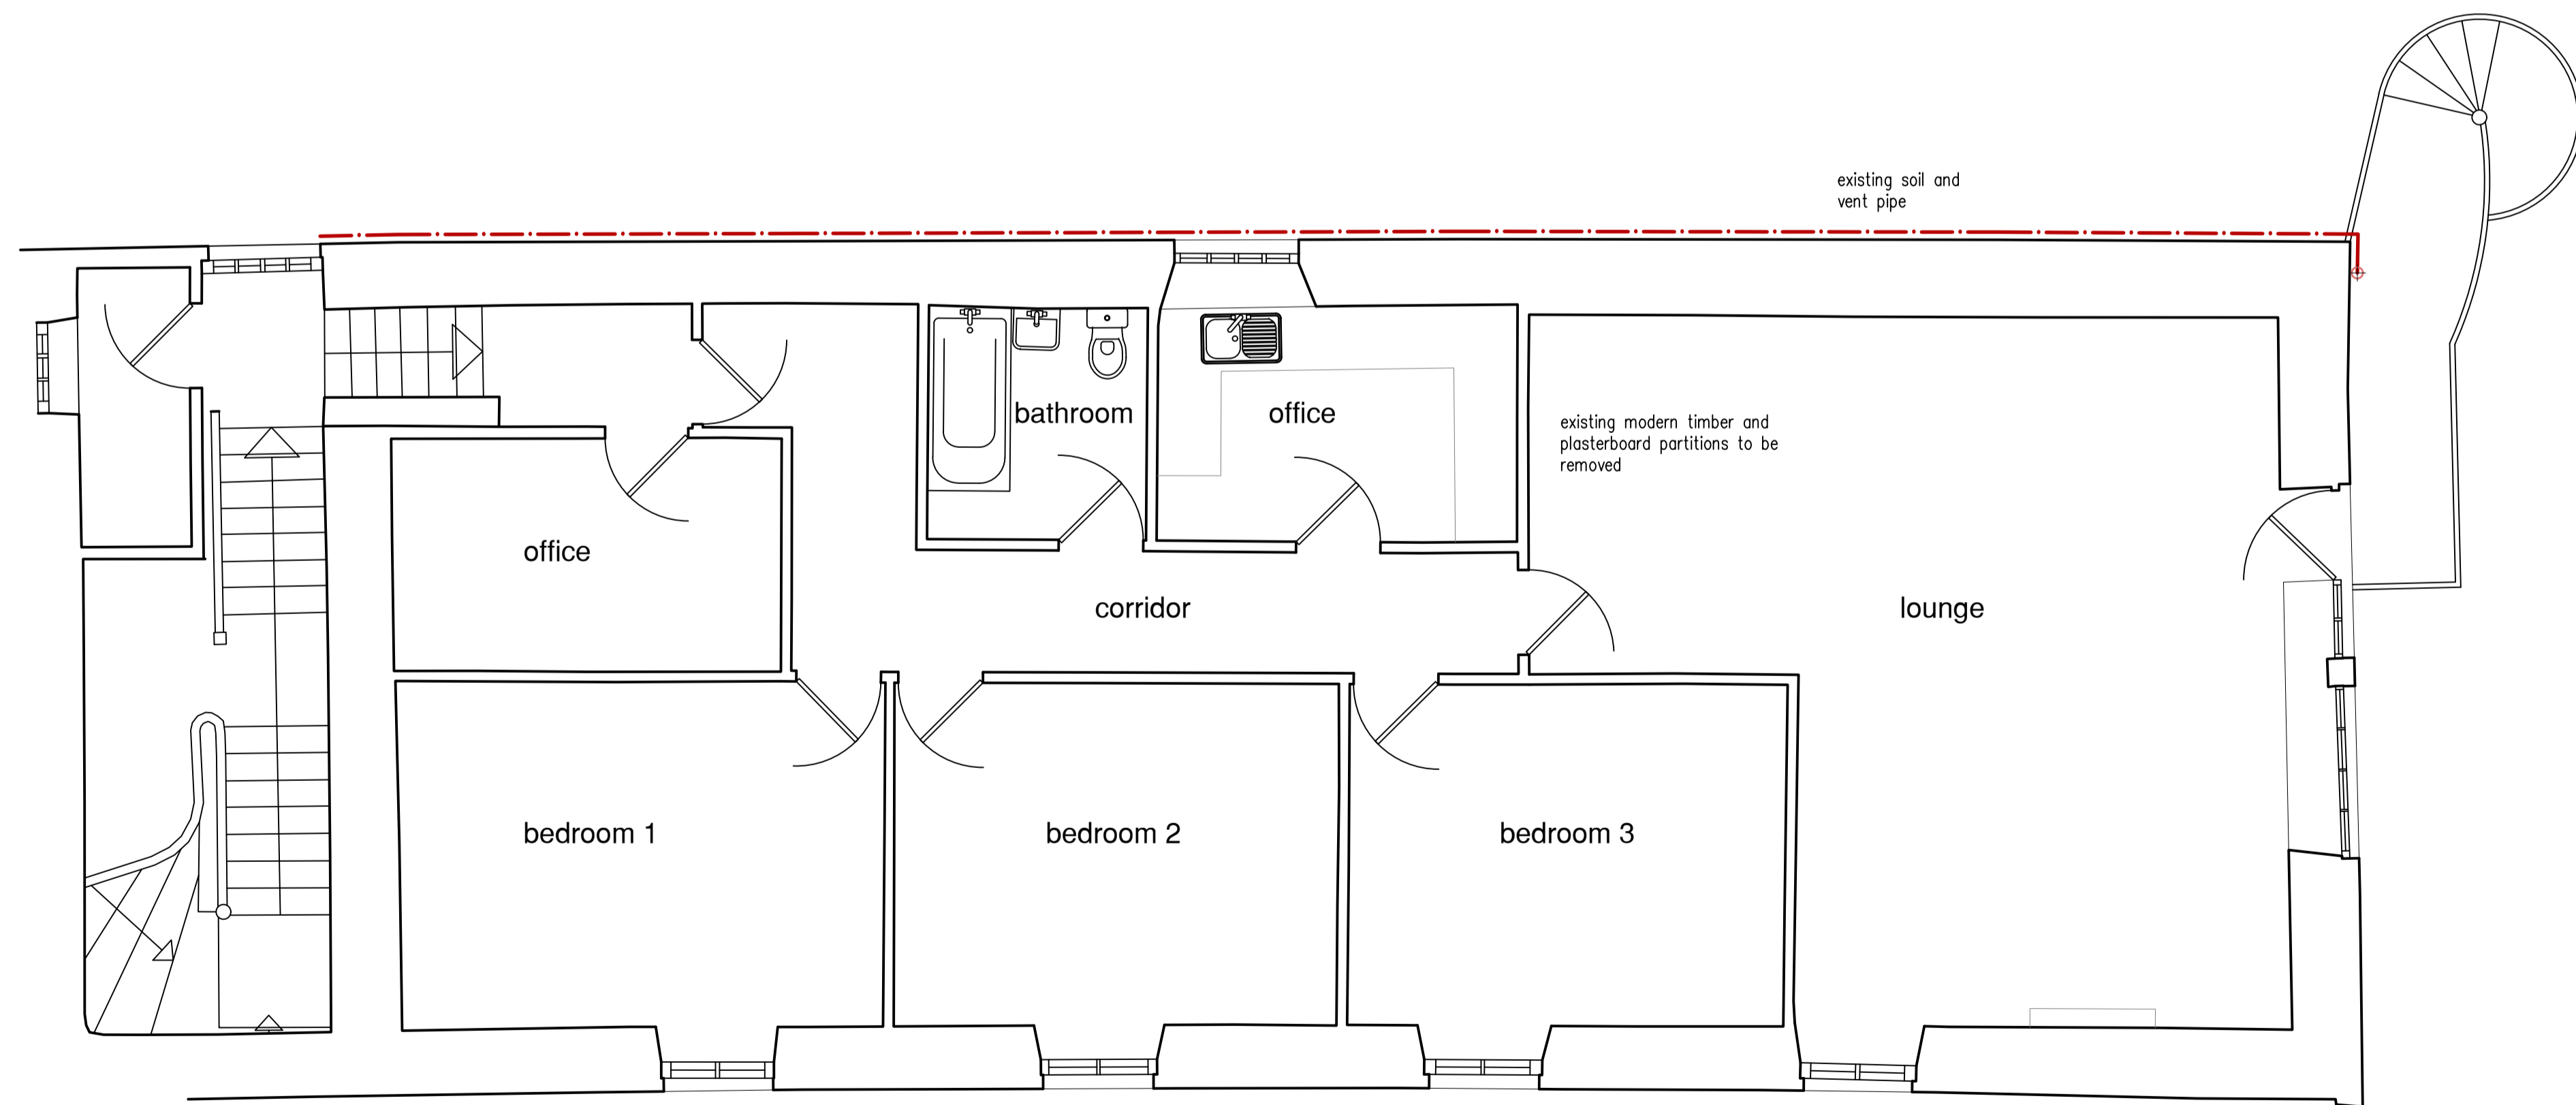 existing soil and
vent pipe
bathroom
office
existing modern timber and
plasterboard partitions to be
removed
office
corridor
lounge
bedroom 1
bedroom 2
bedroom 3